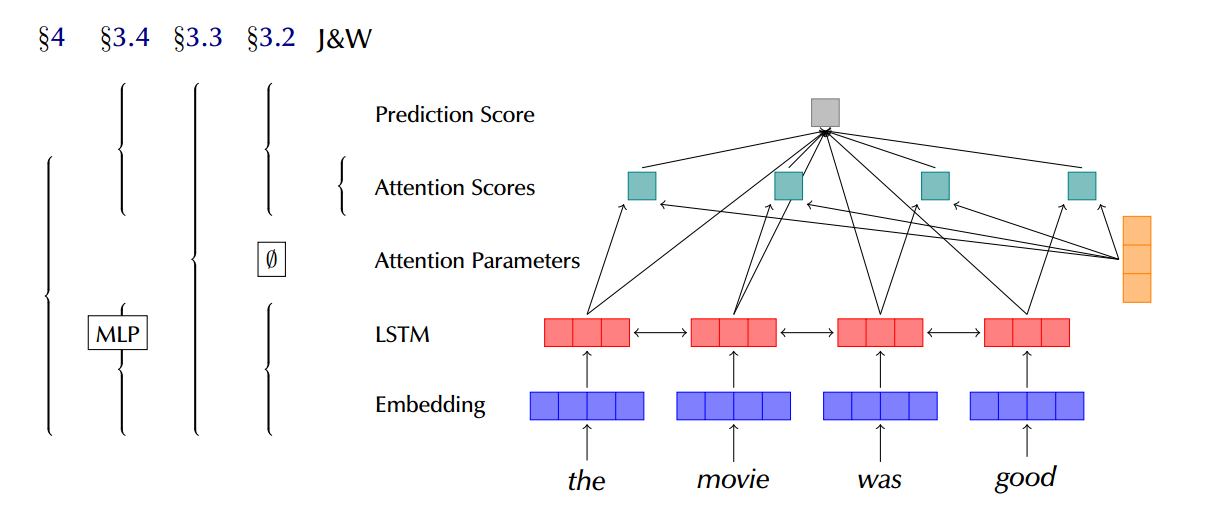 §4 §3.4 §3.3 §3.2 J&W
Prediction Score
Attention Scores
Attention Parameters
∅
MLP
LSTM
Embedding
the movie was good